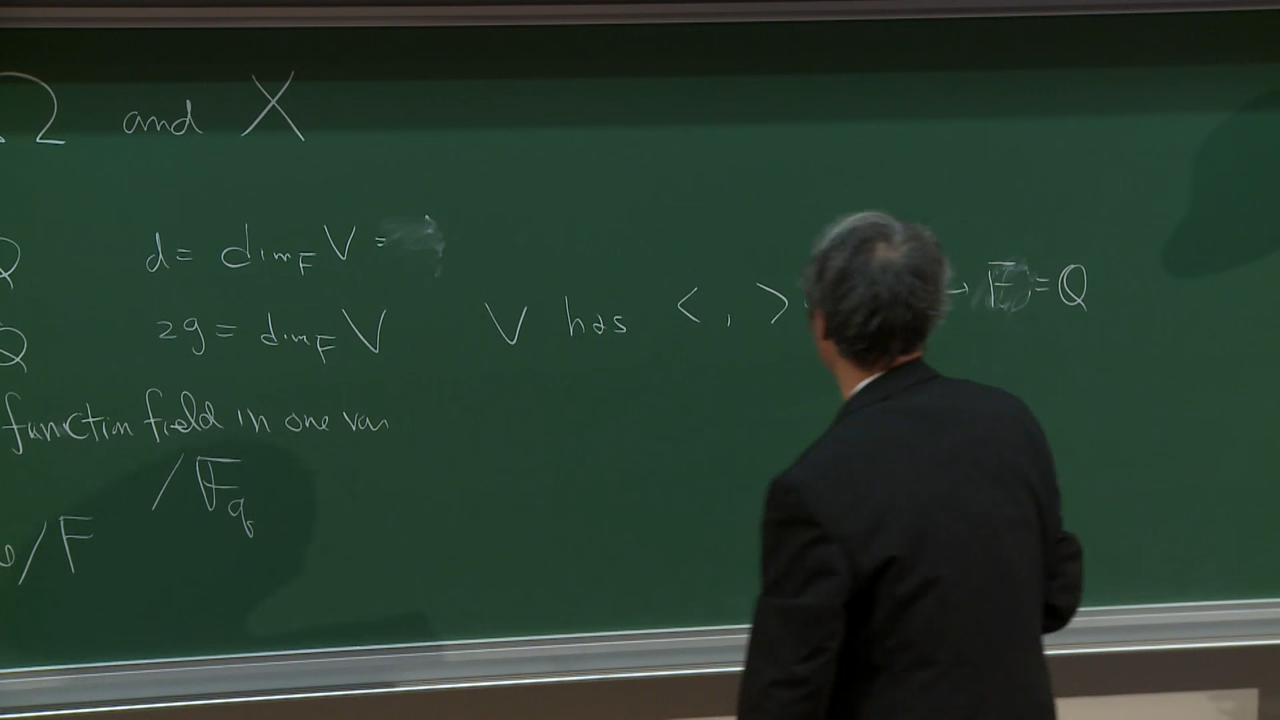 Ω and X
Q d = dim_F V =
2g = dim_F V V has < , > → F = Q
Q
function field in one var
/F_q
/F